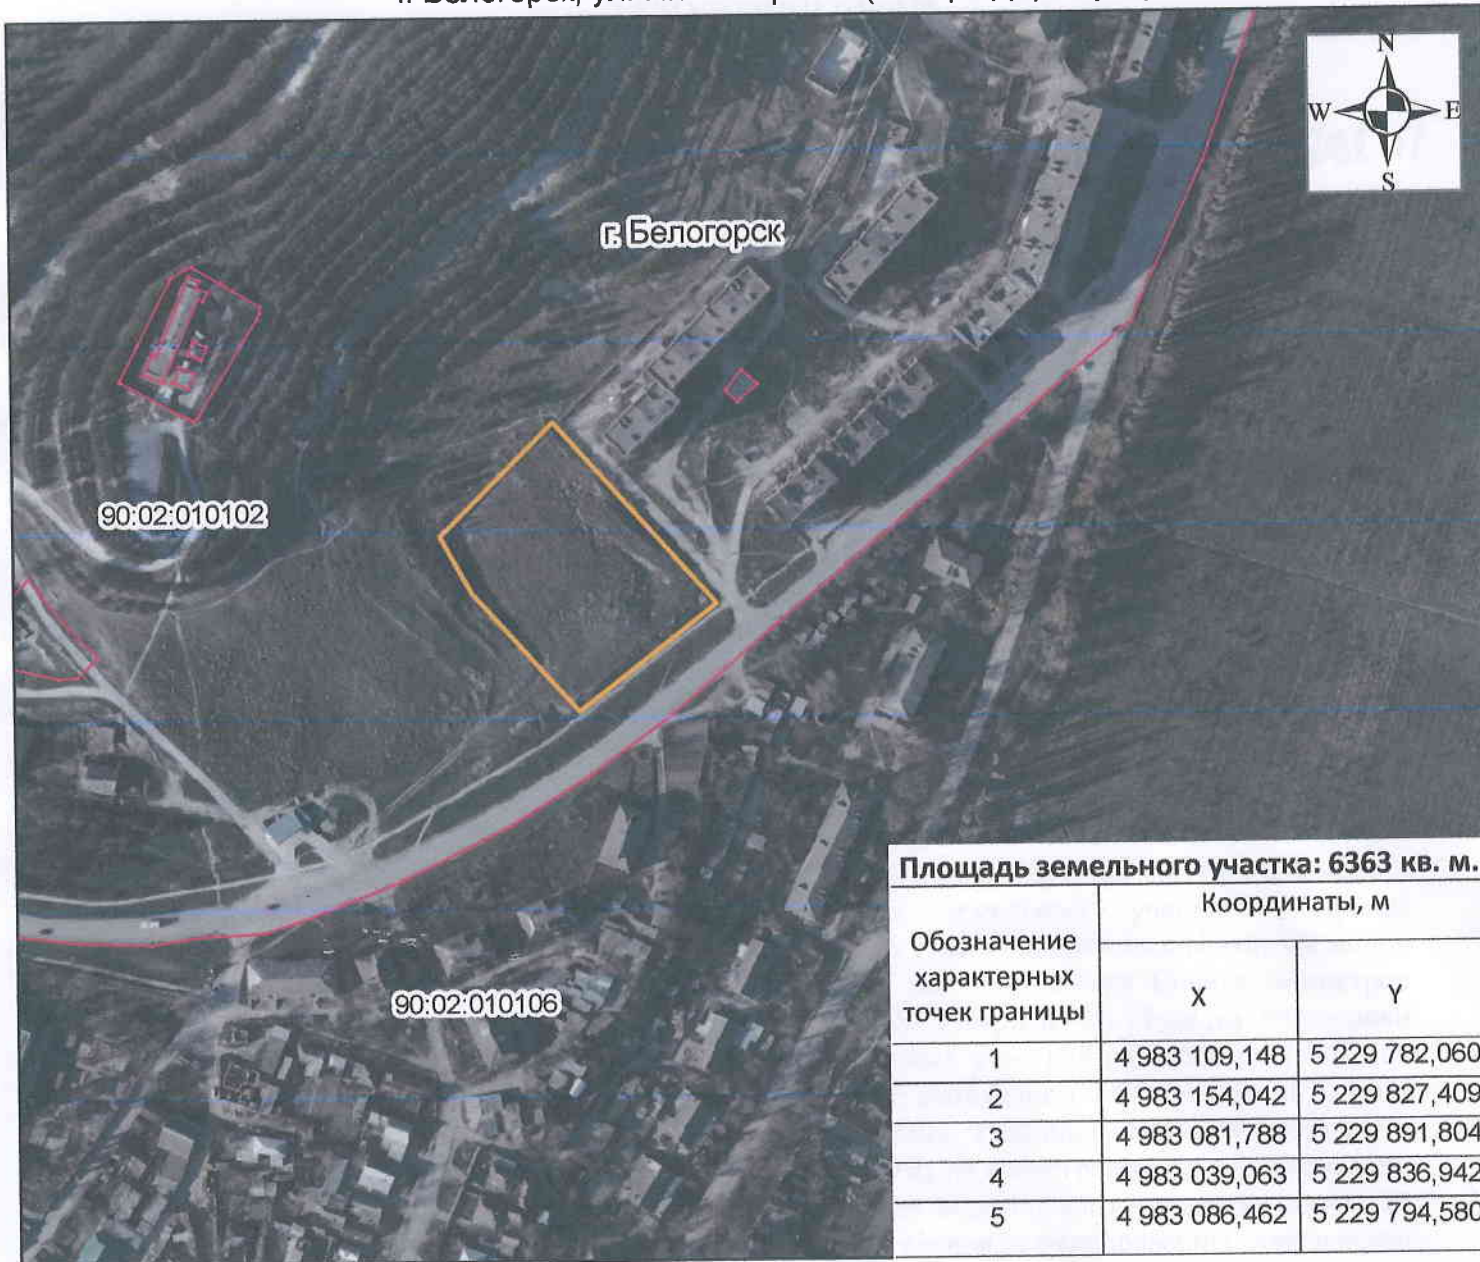 г. Белогорск
N
W E
S
г. Белогорск
90:02:010102
90:02:010106
Площадь земельного участка: 6363 кв. м.
Обозначение характерных точек границы
Координаты, м
X Y
1 4 983 109,148 5 229 782,060
2 4 983 154,042 5 229 827,409
3 4 983 081,788 5 229 891,804
4 4 983 039,063 5 229 836,942
5 4 983 086,462 5 229 794,580